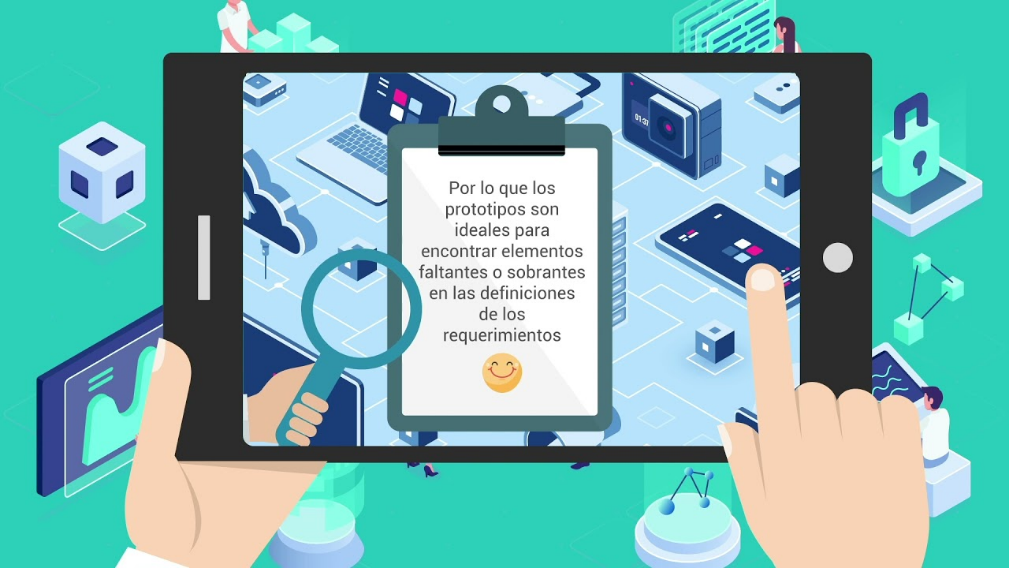 Por lo que los
prototipos son
ideales para
encontrar elementos
faltantes o sobrantes
en las definiciones
de los
requerimientos